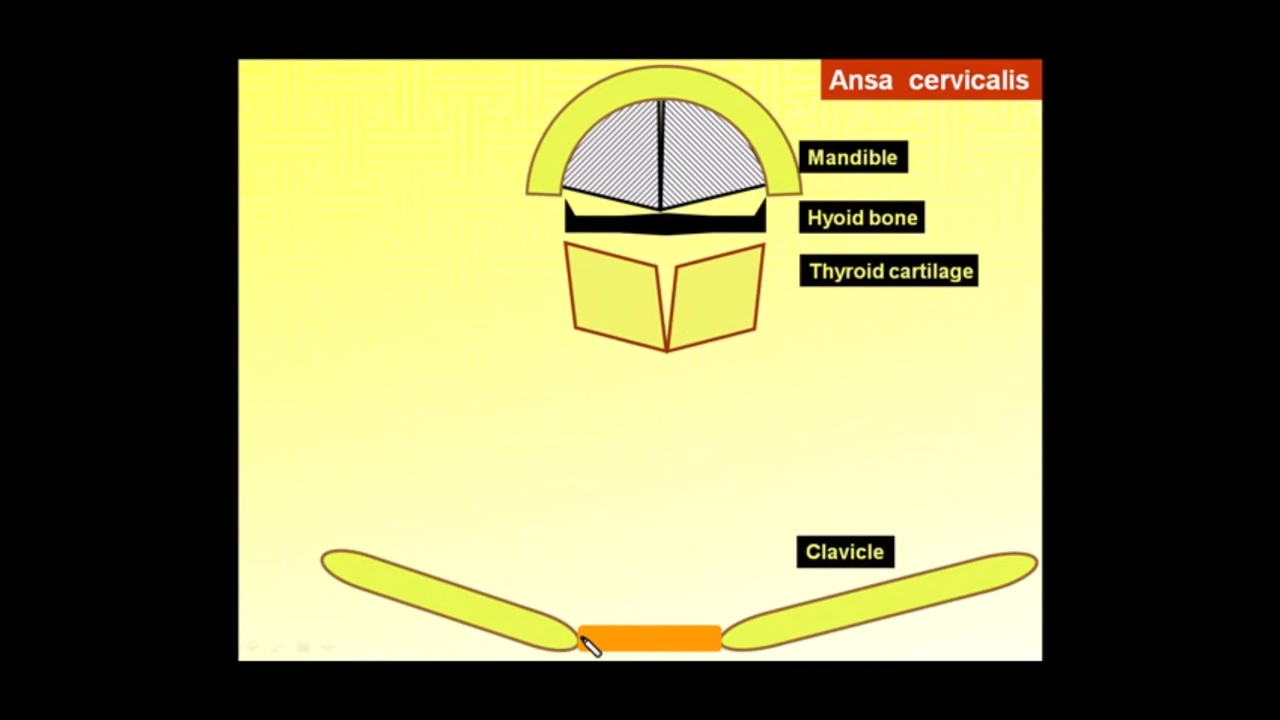 Ansa cervicalis
Mandible
Hyoid bone
Thyroid cartilage
Clavicle